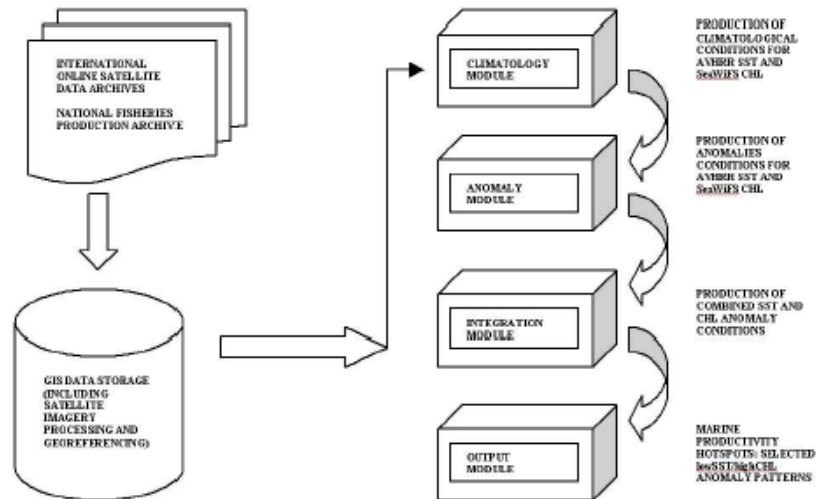 INTERNATIONAL
ONLINE SATELLITE
DATA ARCHIVES
NATIONAL FISHERIES
PRODUCTION ARCHIVE
GIS DATA STORAGE
(INCLUDING
SATELLITE
IMAGERY
PROCESSING AND
GEOREFERENCING)
CLIMATOLOGY
MODULE
PRODUCTION OF
CLIMATOLOGICAL
CONDITIONS FOR
AVHRR SST AND
SeaWiFS CHL
ANOMALY
MODULE
PRODUCTION OF
ANOMALIES
CONDITIONS FOR
AVHRR SST AND
SeaWiFS CHL
INTEGRATION
MODULE
PRODUCTION OF
COMBINED SST AND
CHL ANOMALY
CONDITIONS
OUTPUT
MODULE
MARINE
PRODUCTIVITY
HOTSPOTS: SELECTED
lowSST/highCHL
ANOMALY PATTERNS